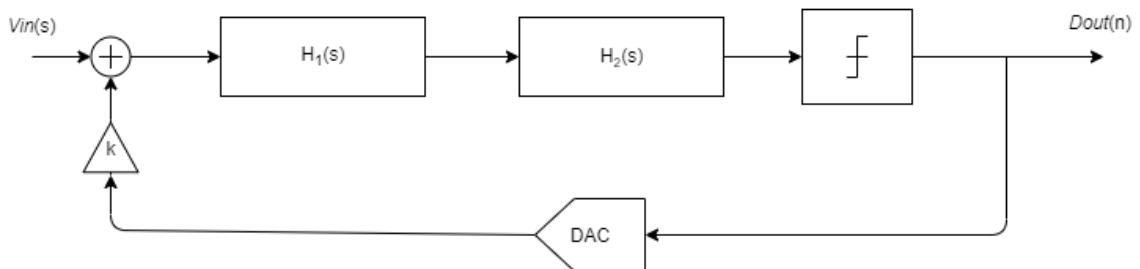 Vin(s)
Dout(n)
H₁(s)
H₂(s)
k
DAC